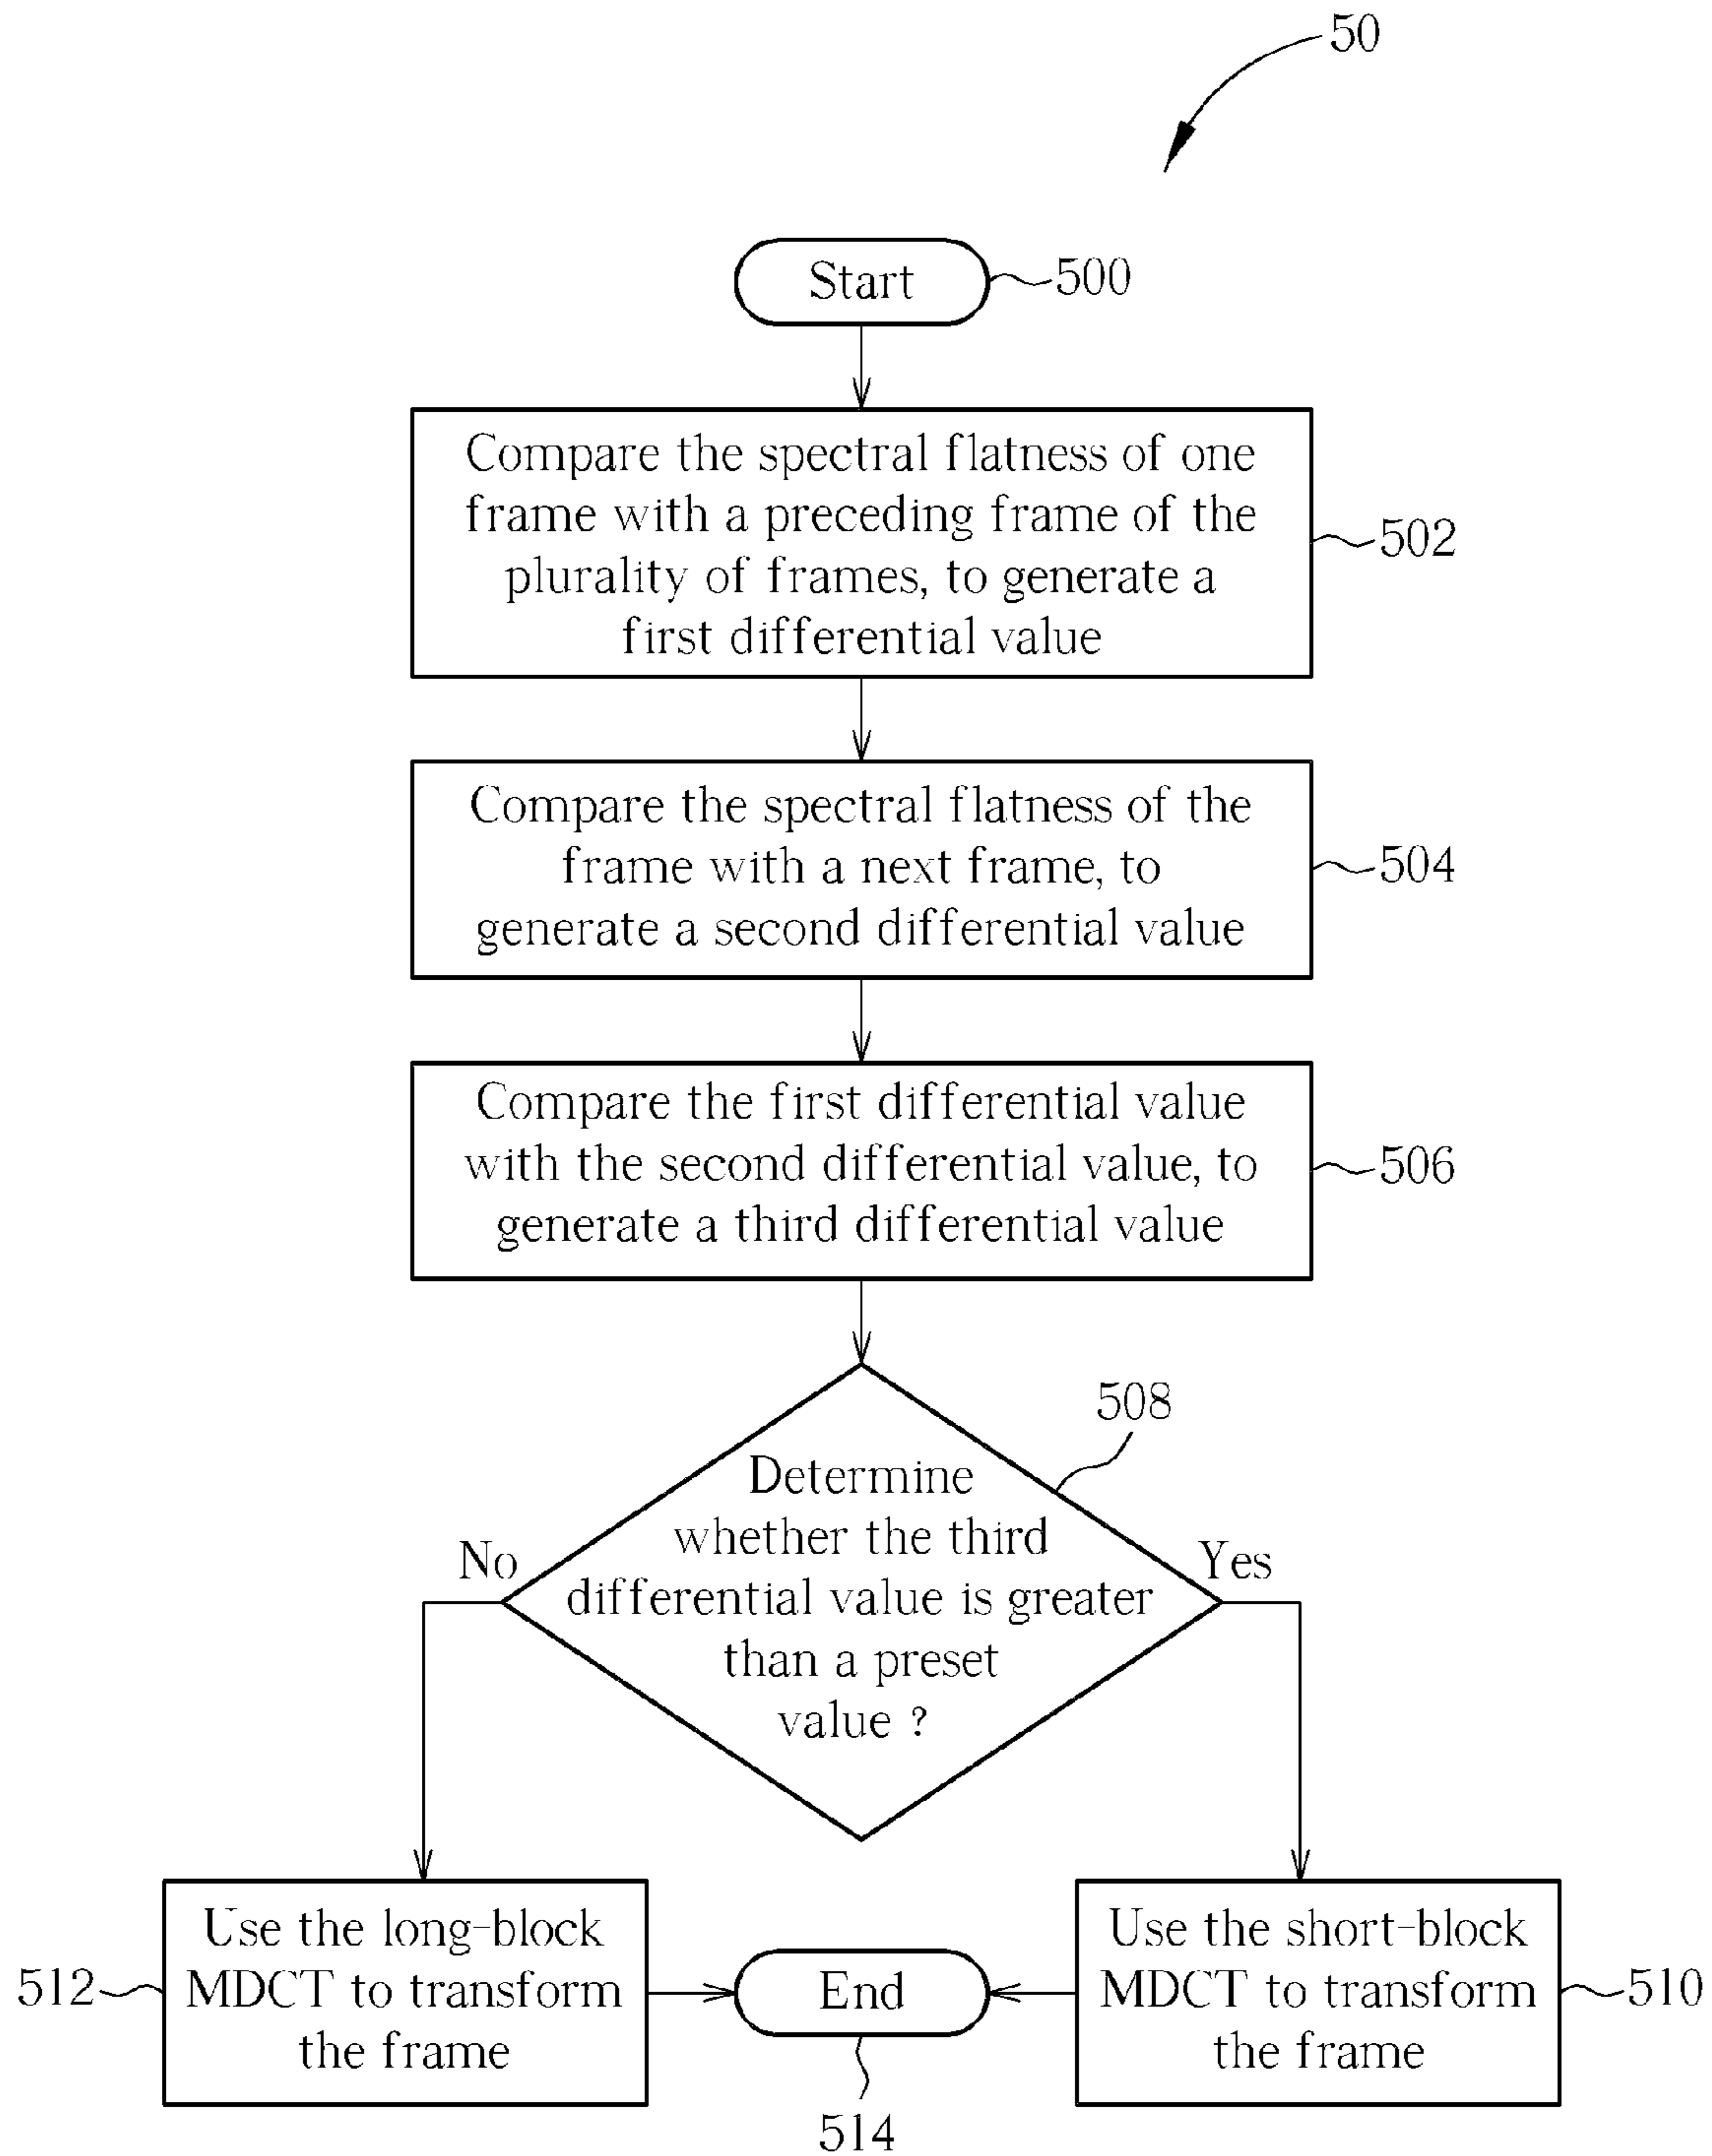 50
Start
500
Compare the spectral flatness of one
frame with a preceding frame of the
plurality of frames, to generate a
first differential value
502
Compare the spectral flatness of the
frame with a next frame, to
generate a second differential value
504
Compare the first differential value
with the second differential value, to
generate a third differential value
506
508
Determine
whether the third
differential value is greater
than a preset
value ?
No
Yes
Use the long-block
MDCT to transform
the frame
512
End
514
Use the short-block
MDCT to transform
the frame
510